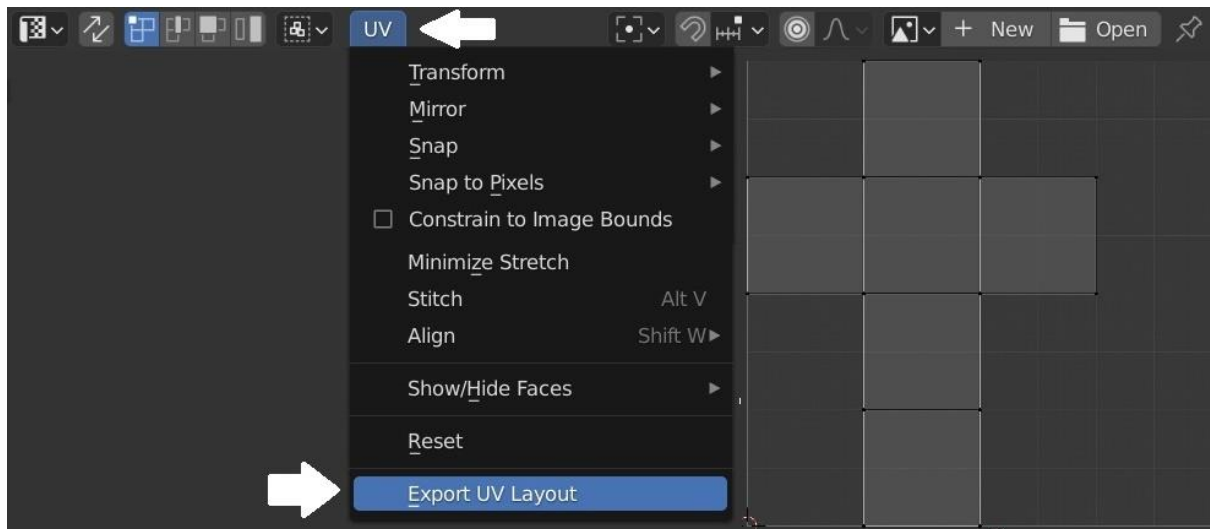 UV
New
Open
Transform
Mirror
Snap
Snap to Pixels
Constrain to Image Bounds
Minimize Stretch
Stitch Alt V
Align Shift W
Show/Hide Faces
Reset
Export UV Layout